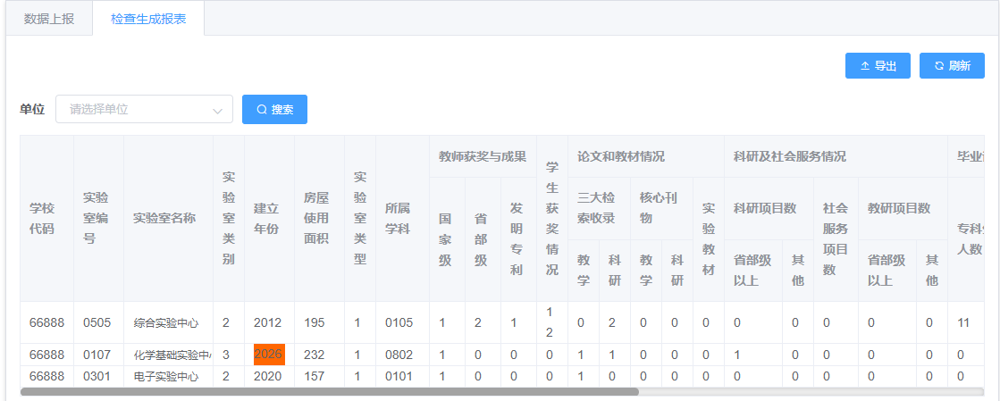 数据上报 检查生成报表
导出 刷新
单位 请选择单位 搜索
学校代码 实验室编号 实验室名称 实验室类别 建立年份 房屋使用面积 实验室类型 所属学科 教师获奖与成果 学生获奖情况 论文和教材情况 科研及社会服务情况 毕业
国家级 省部级 发明专利 三大检索收录 核心刊物 实验教材 科研项目数 社会服务项目数 教研项目数 专科 人数
教学 科研 教学 科研 省部级以上 其他 省部级以上 其他
66888 0505 综合实验中心 2 2012 195 1 0105 1 2 1 12 0 2 0 0 0 0 0 0 0 0 11
66888 0107 化学基础实验中 3 2026 232 1 0802 1 0 0 0 1 1 0 0 0 1 0 0 0 0 0
66888 0301 电子实验中心 2 2020 157 1 0101 1 0 0 0 1 0 0 0 0 0 0 0 0 0 0